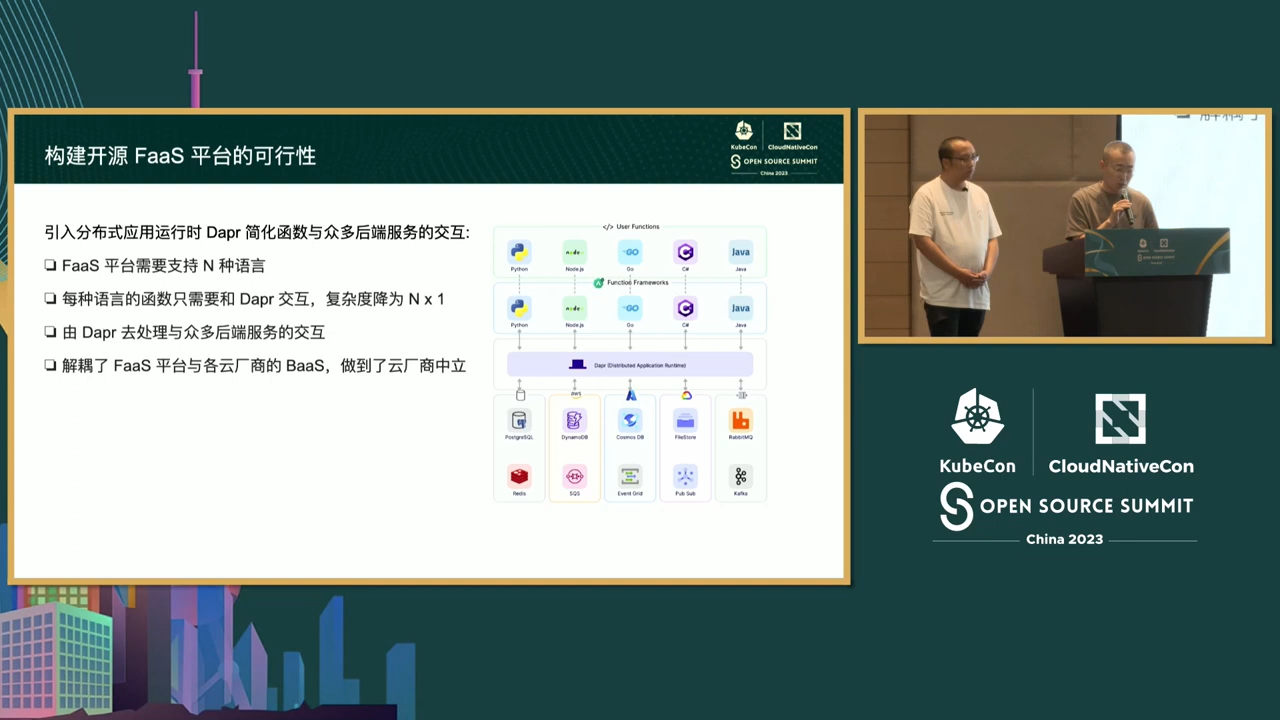 构建开源 FaaS 平台的可行性
KubeCon
CloudNativeCon
OPEN SOURCE SUMMIT
China 2023
引入分布式应用运行时 Dapr 简化函数与众多后端服务的交互:
FaaS 平台需要支持 N 种语言
每种语言的函数只需要和 Dapr 交互，复杂度降为 N x 1
由 Dapr 去处理与众多后端服务的交互
解耦了 FaaS 平台与各云厂商的 BaaS，做到了云厂商中立
</> User Functions
Python
Node.js
Go
C#
Java
Function Frameworks
Python
Node.js
Go
C#
Java
Dapr (Distributed Application Runtime)
aws
PostgreSQL
DynamoDB
Cosmos DB
FileStore
RabbitMQ
Redis
SQS
Event Grid
Pub Sub
Kafka
KubeCon
CloudNativeCon
OPEN SOURCE SUMMIT
China 2023